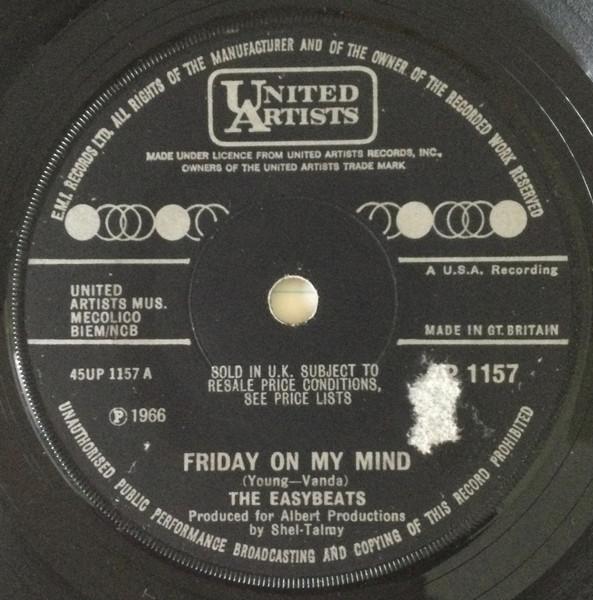 E.M.I. RECORDS LTD. ALL RIGHTS OF THE MANUFACTURER AND OF THE OWNER OF THE RECORDED WORK RESERVED
UNITED
ARTISTS
MADE UNDER LICENCE FROM UNITED ARTISTS RECORDS, INC.,
OWNERS OF THE UNITED ARTISTS TRADE MARK
UNITED
ARTISTS MUS.
MECOLICO
BIEM/NCB
A U.S.A. Recording
MADE IN GT. BRITAIN
45UP 1157 A
Ⓟ 1966
SOLD IN U.K. SUBJECT TO
RESALE PRICE CONDITIONS,
SEE PRICE LISTS
1157
FRIDAY ON MY MIND
(Young—Vanda)
THE EASYBEATS
Produced for Albert Productions
by Shel-Talmy
UNAUTHORISED PUBLIC PERFORMANCE BROADCASTING AND COPYING OF THIS RECORD PROHIBITED